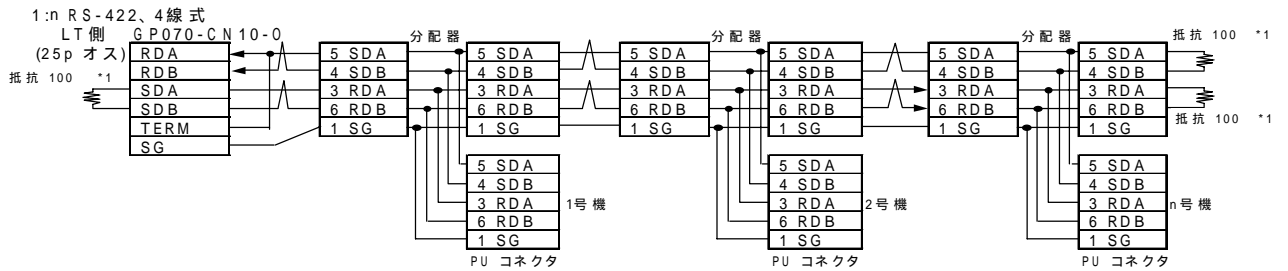 1:n RS-422、4線式
LT側 GP070-CN10-O
(25p オス)
RDA
RDB
SDA
SDB
TERM
SG
抵抗 100 *1
5 SDA
4 SDB
3 RDA
6 RDB
1 SG
分配器
5 SDA
4 SDB
3 RDA
6 RDB
1 SG
5 SDA
4 SDB
3 RDA
6 RDB
1 SG
1号機
PU コネクタ
5 SDA
4 SDB
3 RDA
6 RDB
1 SG
分配器
5 SDA
4 SDB
3 RDA
6 RDB
1 SG
5 SDA
4 SDB
3 RDA
6 RDB
1 SG
2号機
PU コネクタ
5 SDA
4 SDB
3 RDA
6 RDB
1 SG
分配器
5 SDA
4 SDB
3 RDA
6 RDB
1 SG
抵抗 100 *1
抵抗 100 *1
5 SDA
4 SDB
3 RDA
6 RDB
1 SG
n号機
PU コネクタ